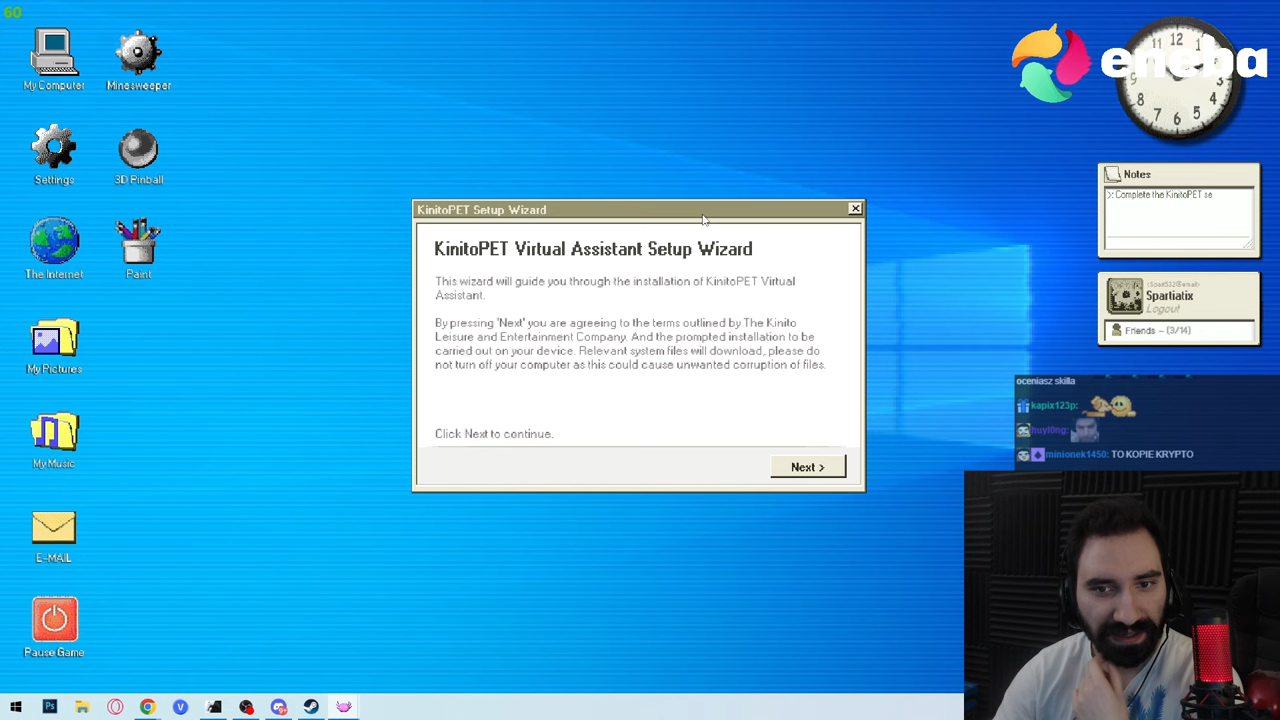 60
My Computer
Minesweeper
Settings
3D Pinball
The Internet
Paint
My Pictures
My Music
E-MAIL
Pause Game
KinitoPET Setup Wizard
KinitoPET Virtual Assistant Setup Wizard
This wizard will guide you through the installation of KinitoPET Virtual
Assistant.
By pressing 'Next' you are agreeing to the terms outlined by The Kinito
Leisure and Entertainment Company. And the prompted installation to be
carried out on your device. Relevant system files will download, please do
not turn off your computer as this could cause unwanted corruption of files.
Click Next to continue.
Next >
eneba
Notes
>: Complete the KinitoPET se
Spartiatix
Logout
Friends - (3/14)
oceniasz skilla
kapix123p:
huyf0ng:
minionek1450: TO KOPIE KRYPTO